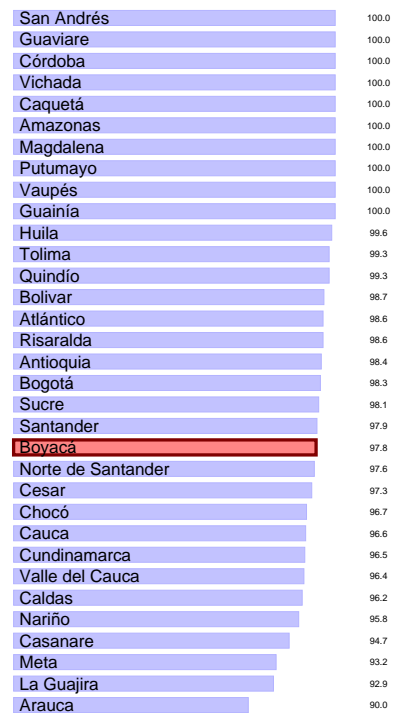 San Andrés 100.0
Guaviare 100.0
Córdoba 100.0
Vichada 100.0
Caquetá 100.0
Amazonas 100.0
Magdalena 100.0
Putumayo 100.0
Vaupés 100.0
Guainía 100.0
Huila 99.6
Tolima 99.3
Quindío 99.3
Bolivar 98.7
Atlántico 98.6
Risaralda 98.6
Antioquia 98.4
Bogotá 98.3
Sucre 98.1
Santander 97.9
Boyacá 97.8
Norte de Santander 97.6
Cesar 97.3
Chocó 96.7
Cauca 96.6
Cundinamarca 96.5
Valle del Cauca 96.4
Caldas 96.2
Nariño 95.8
Casanare 94.7
Meta 93.2
La Guajira 92.9
Arauca 90.0